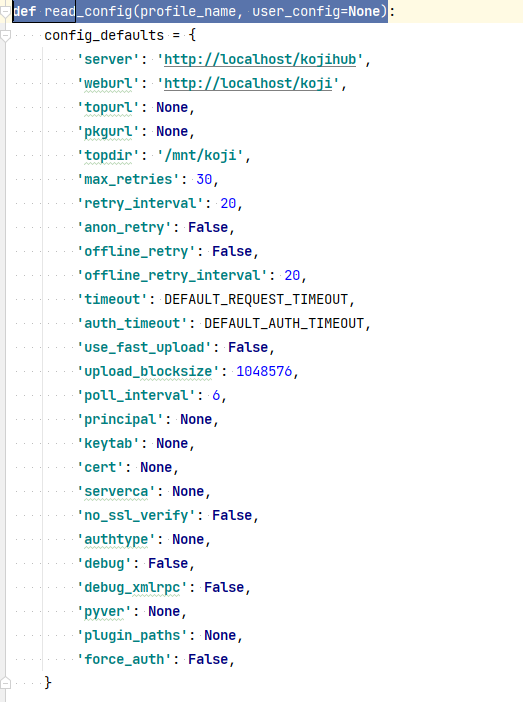 def read_config(profile_name, user_config=None):
config_defaults = {
'server': 'http://localhost/kojihub',
'weburl': 'http://localhost/koji',
'topurl': None,
'pkgurl': None,
'topdir': '/mnt/koji',
'max_retries': 30,
'retry_interval': 20,
'anon_retry': False,
'offline_retry': False,
'offline_retry_interval': 20,
'timeout': DEFAULT_REQUEST_TIMEOUT,
'auth_timeout': DEFAULT_AUTH_TIMEOUT,
'use_fast_upload': False,
'upload_blocksize': 1048576,
'poll_interval': 6,
'principal': None,
'keytab': None,
'cert': None,
'serverca': None,
'no_ssl_verify': False,
'authtype': None,
'debug': False,
'debug_xmlrpc': False,
'pyver': None,
'plugin_paths': None,
'force_auth': False,
}